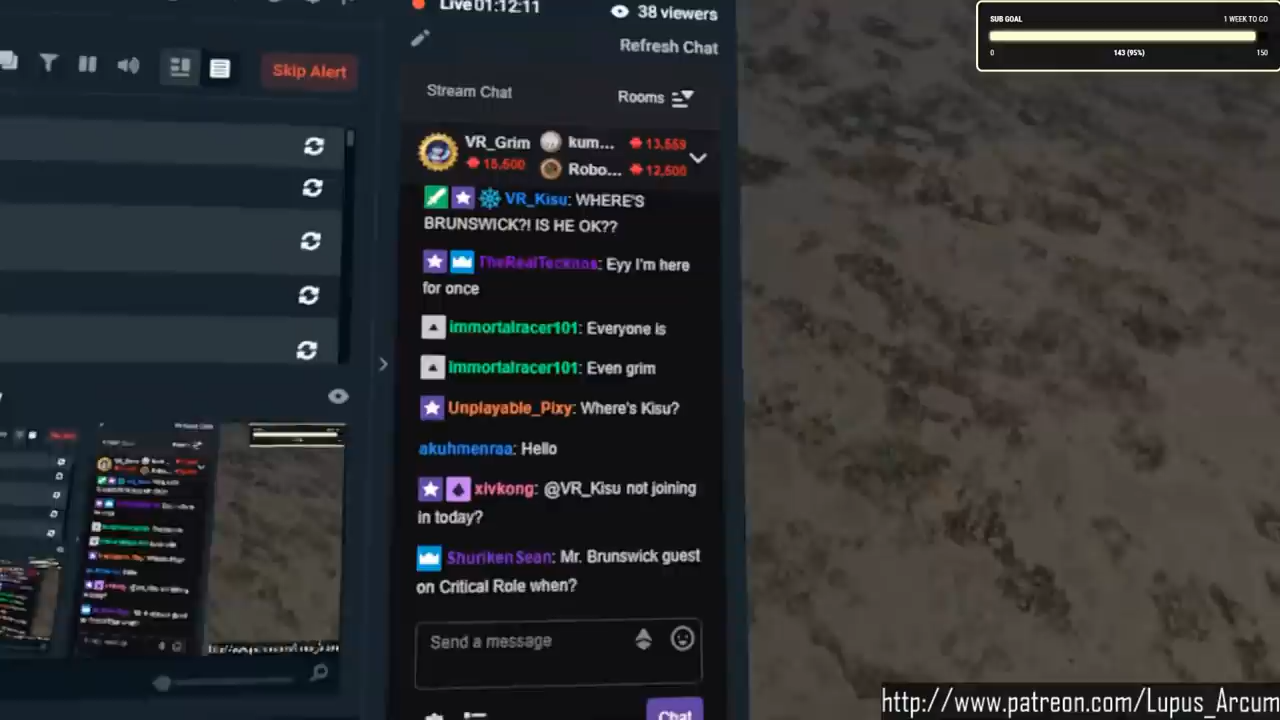 Live 01:12:11
38 viewers
Refresh Chat
Skip Alert
Stream Chat
Rooms
VR_Grim
15,500
kum...
13,559
Robo...
12,500
VR_Kisu: WHERE'S
BRUNSWICK?! IS HE OK??
TheRealTecknos: Eyy I'm here
for once
immortalracer101: Everyone is
immortalracer101: Even grim
Unplayable_Pixy: Where's Kisu?
akuhmenraa: Hello
xivkong: @VR_Kisu not joining
in today?
ShurikenSean: Mr. Brunswick guest
on Critical Role when?
Send a message
Chat
SUB GOAL
1 WEEK TO GO
0
143 (95%)
150
http://www.patreon.com/Lupus_Arcum